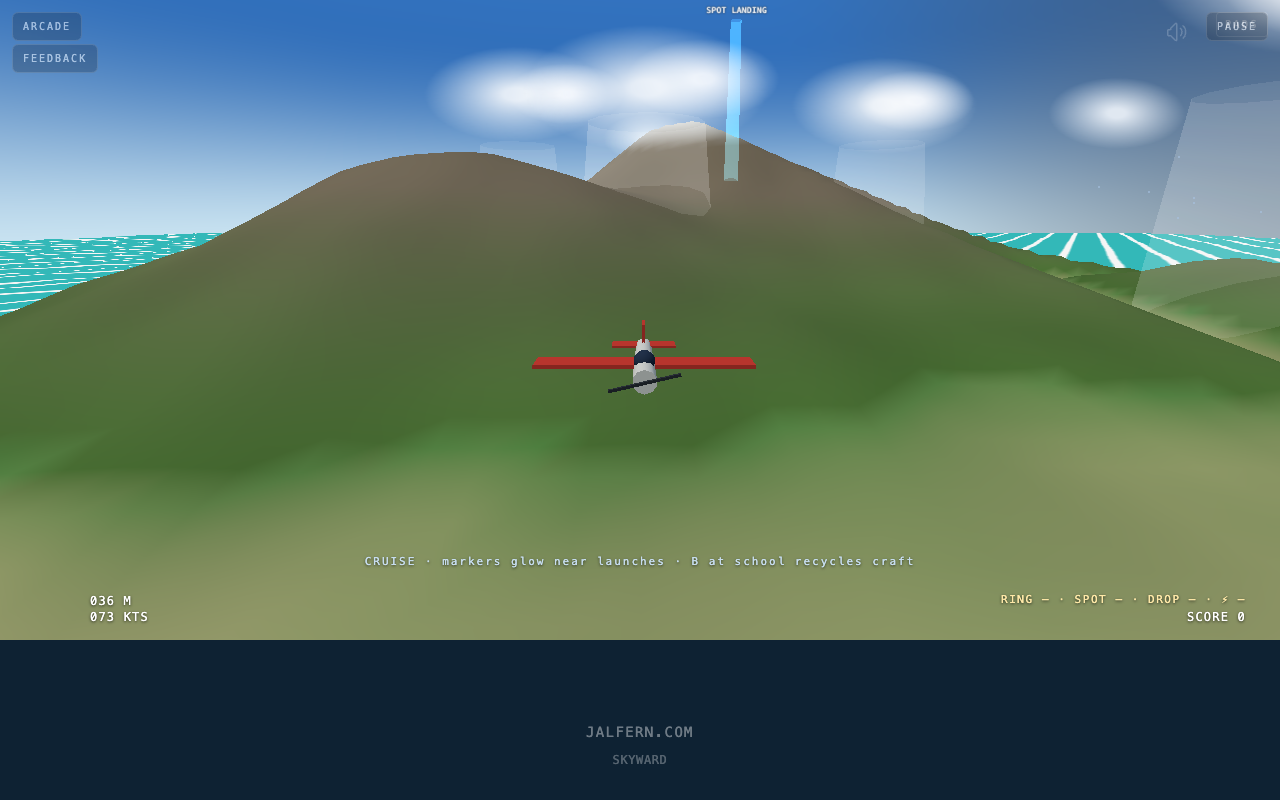 SPOT LANDING
ARCADE
PAUSE
FEEDBACK
CRUISE · markers glow near launches · B at school recycles craft
036 M
073 KTS
RING — · SPOT — · DROP — · ⚡ —
SCORE 0
JALFERN.COM
SKYWARD